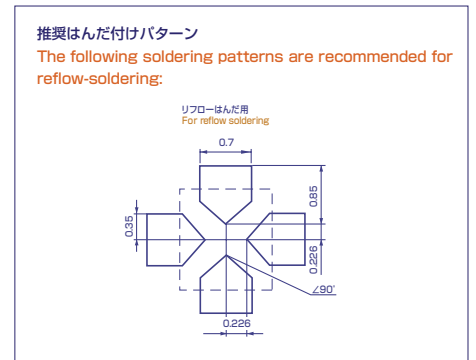 推奨はんだ付けパターン
The following soldering patterns are recommended for
reflow-soldering:
リフローはんだ用
For reflow soldering
0.7
0.85
0.35
0.226
∠90'
0.226